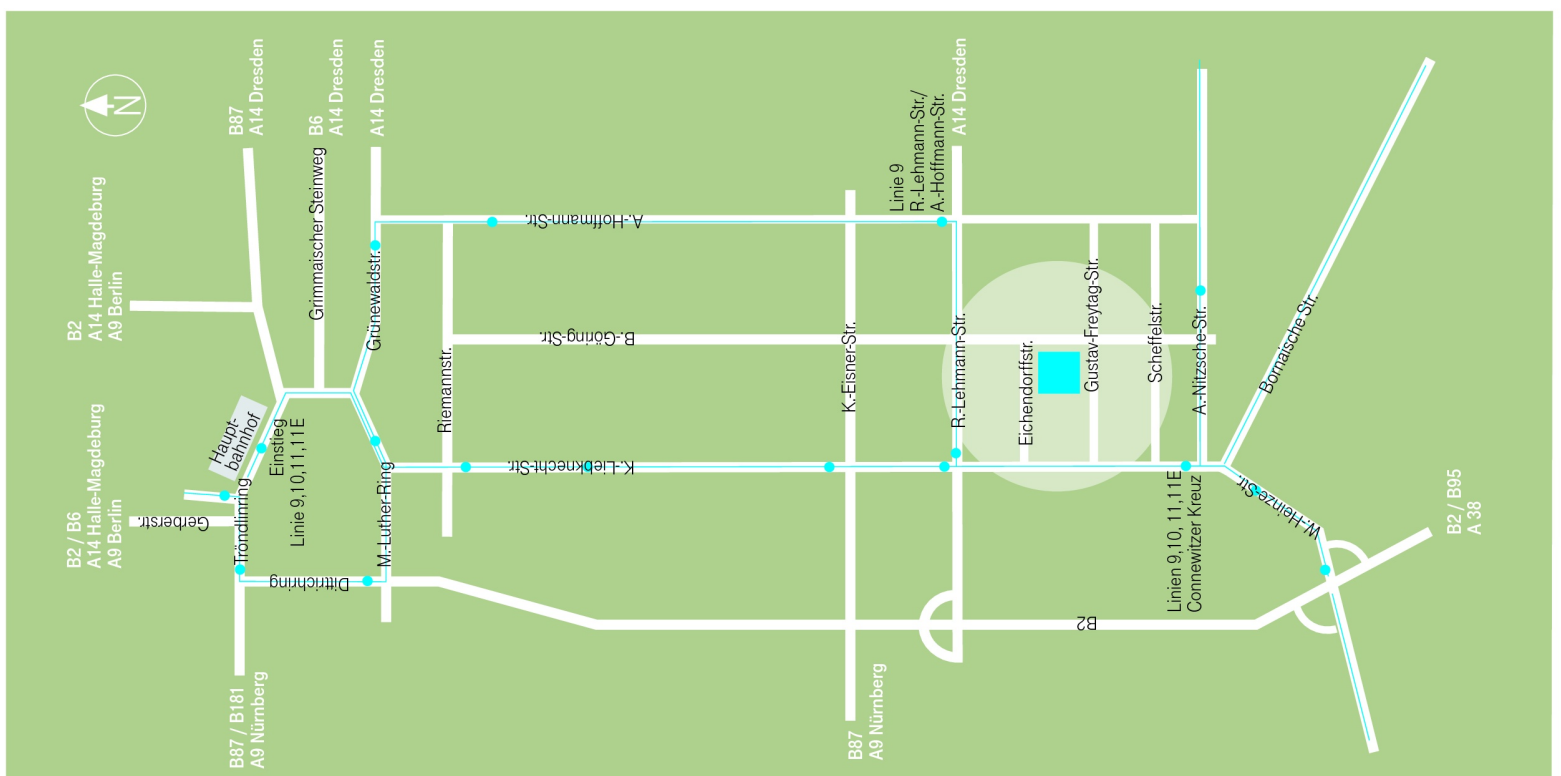 N
B87
A14 Dresden
B6
A14 Dresden
A14 Dresden
A14 Dresden
B2
A14 Halle-Magdeburg
A9 Berlin
B2 / B6
A14 Halle-Magdeburg
A9 Berlin
B87 / B181
A9 Nürnberg
B87
A9 Nürnberg
B2 / B95
A 38
Grimmaischer Steinweg
Grünewaldstr.
Riemannstr.
A.-Hoffmann-Str.
B.-Göring-Str.
K.-Liebknecht-Str.
K.-Eisner-Str.
Linie 9
R.-Lehmann-Str./
A.-Hoffmann-Str.
R.-Lehmann-Str.
Eichendorffstr.
Gustav-Freytag-Str.
Scheffelstr.
A.-Nitzsche-Str.
Bornaische Str.
W.-Heinze-Str.
Linien 9,10, 11,11E
Connewitzer Kreuz
Haupt-
bahnhof
Einstieg
Linie 9,10,11,11E
Gerberstr.
Tröndlinring
Dittrichring
M.-Luther-Ring
B2